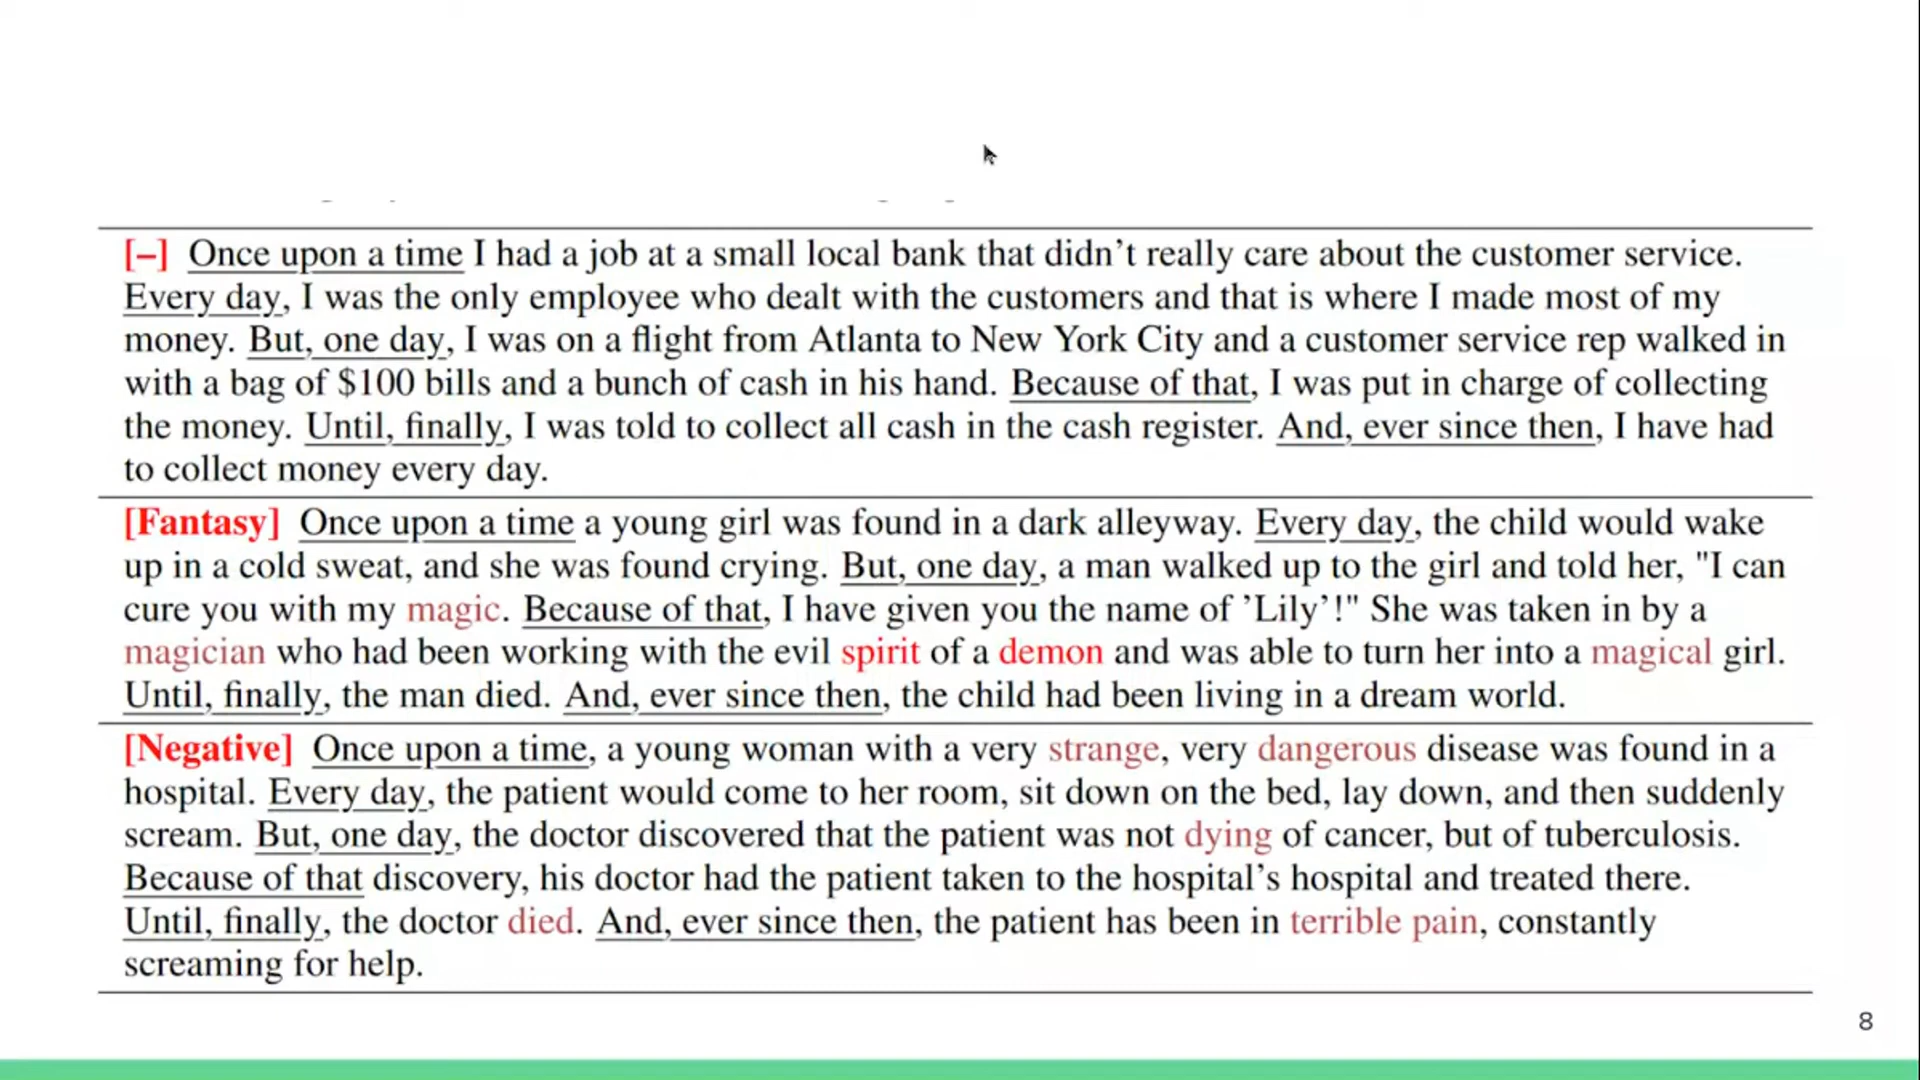 [–] Once upon a time I had a job at a small local bank that didn’t really care about the customer service.
Every day, I was the only employee who dealt with the customers and that is where I made most of my
money. But, one day, I was on a flight from Atlanta to New York City and a customer service rep walked in
with a bag of $100 bills and a bunch of cash in his hand. Because of that, I was put in charge of collecting
the money. Until, finally, I was told to collect all cash in the cash register. And, ever since then, I have had
to collect money every day.
[Fantasy] Once upon a time a young girl was found in a dark alleyway. Every day, the child would wake
up in a cold sweat, and she was found crying. But, one day, a man walked up to the girl and told her, "I can
cure you with my magic. Because of that, I have given you the name of ’Lily’!" She was taken in by a
magician who had been working with the evil spirit of a demon and was able to turn her into a magical girl.
Until, finally, the man died. And, ever since then, the child had been living in a dream world.
[Negative] Once upon a time, a young woman with a very strange, very dangerous disease was found in a
hospital. Every day, the patient would come to her room, sit down on the bed, lay down, and then suddenly
scream. But, one day, the doctor discovered that the patient was not dying of cancer, but of tuberculosis.
Because of that discovery, his doctor had the patient taken to the hospital’s hospital and treated there.
Until, finally, the doctor died. And, ever since then, the patient has been in terrible pain, constantly
screaming for help.
8